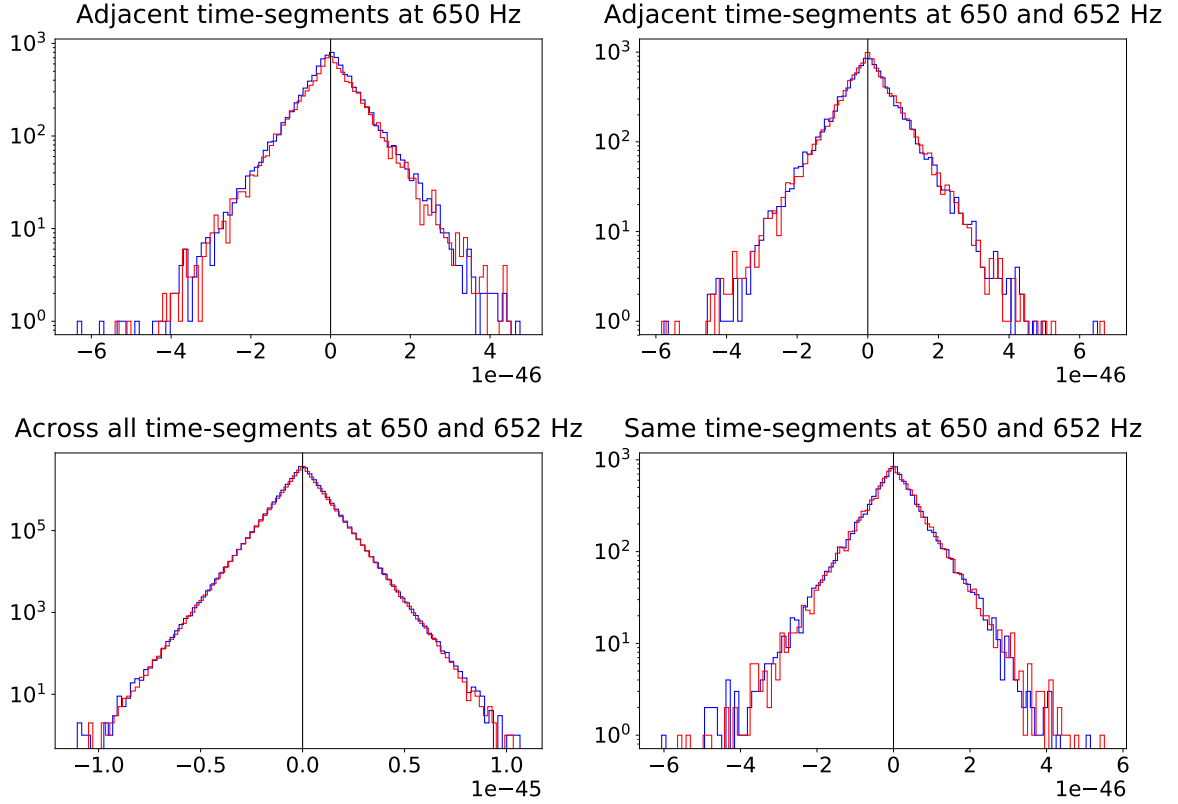 Adjacent time-segments at 650 Hz
10³
10²
10¹
10⁰
−6 −4 −2 0 2 4
1e−46
Adjacent time-segments at 650 and 652 Hz
10³
10²
10¹
10⁰
−6 −4 −2 0 2 4 6
1e−46
Across all time-segments at 650 and 652 Hz
10⁵
10³
10¹
−1.0 −0.5 0.0 0.5 1.0
1e−45
Same time-segments at 650 and 652 Hz
10³
10²
10¹
10⁰
−6 −4 −2 0 2 4 6
1e−46